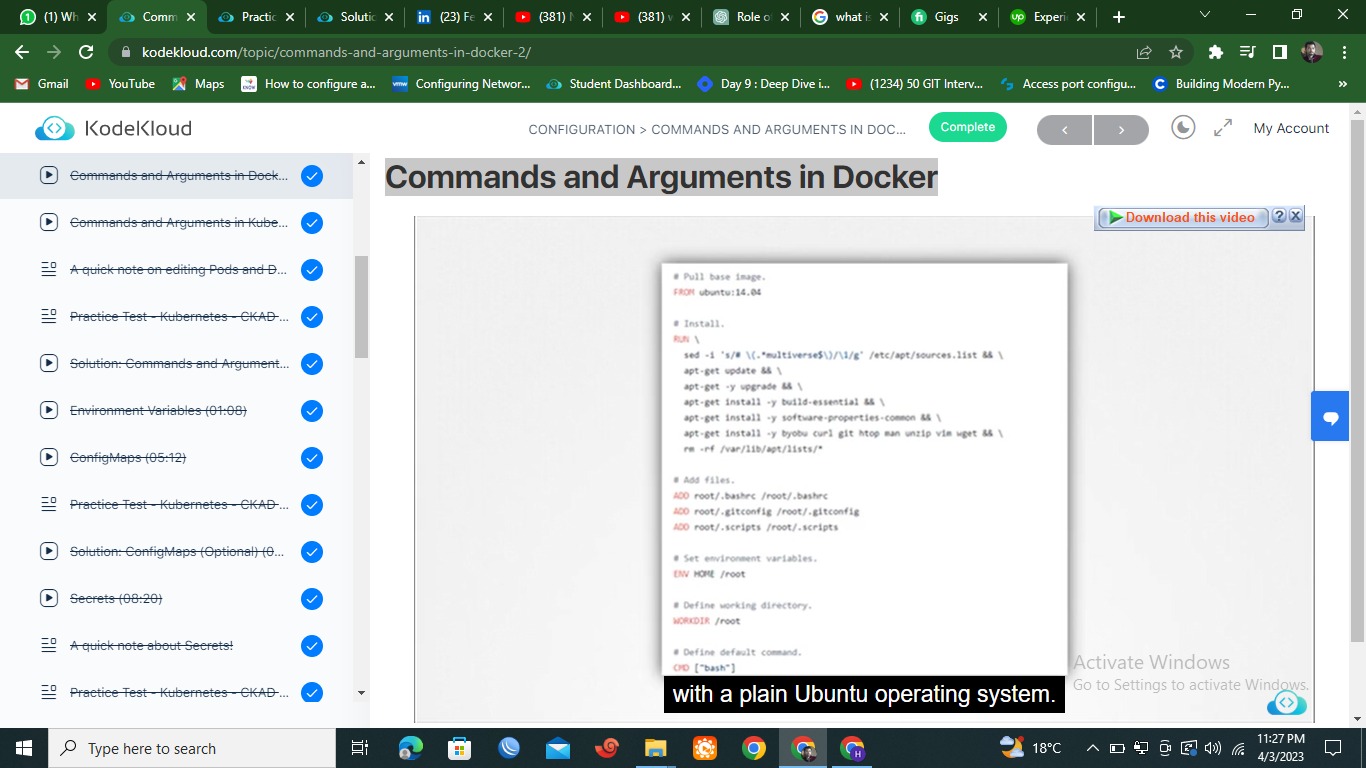 (1) Wh
Comm
Practic
Solutic
(23) Fe
(381) N
(381) v
Role o
what is
Gigs
Experi
kodekloud.com/topic/commands-and-arguments-in-docker-2/
Gmail
YouTube
Maps
How to configure a...
Configuring Networ...
Student Dashboard...
Day 9 : Deep Dive i...
(1234) 50 GIT Interv...
Access port configu...
Building Modern Py...
»
KodeKloud
CONFIGURATION > COMMANDS AND ARGUMENTS IN DOC...
Complete
<
>
My Account
Commands and Arguments in Dock...
Commands and Arguments in Kube...
A quick note on editing Pods and D...
Practice Test - Kubernetes - CKAD ...
Solution: Commands and Argument...
Environment Variables (01:08)
ConfigMaps (05:12)
Practice Test - Kubernetes - CKAD ...
Solution: ConfigMaps (Optional) (0...
Secrets (08:20)
A quick note about Secrets!
Practice Test - Kubernetes - CKAD ...
Commands and Arguments in Docker
Download this video
# Pull base image.
FROM ubuntu:14.04
# Install.
RUN \
sed -i 's/# \(.*multiverse$\)/\1/g' /etc/apt/sources.list && \
apt-get update && \
apt-get -y upgrade && \
apt-get install -y build-essential && \
apt-get install -y software-properties-common && \
apt-get install -y byobu curl git htop man unzip vim wget && \
rm -rf /var/lib/apt/lists/*
# Add files.
ADD root/.bashrc /root/.bashrc
ADD root/.gitconfig /root/.gitconfig
ADD root/.scripts /root/.scripts
# Set environment variables.
ENV HOME /root
# Define working directory.
WORKDIR /root
# Define default command.
CMD ["bash"]
with a plain Ubuntu operating system.
Activate Windows
Go to Settings to activate Windows.
Type here to search
18°C
11:27 PM
4/3/2023